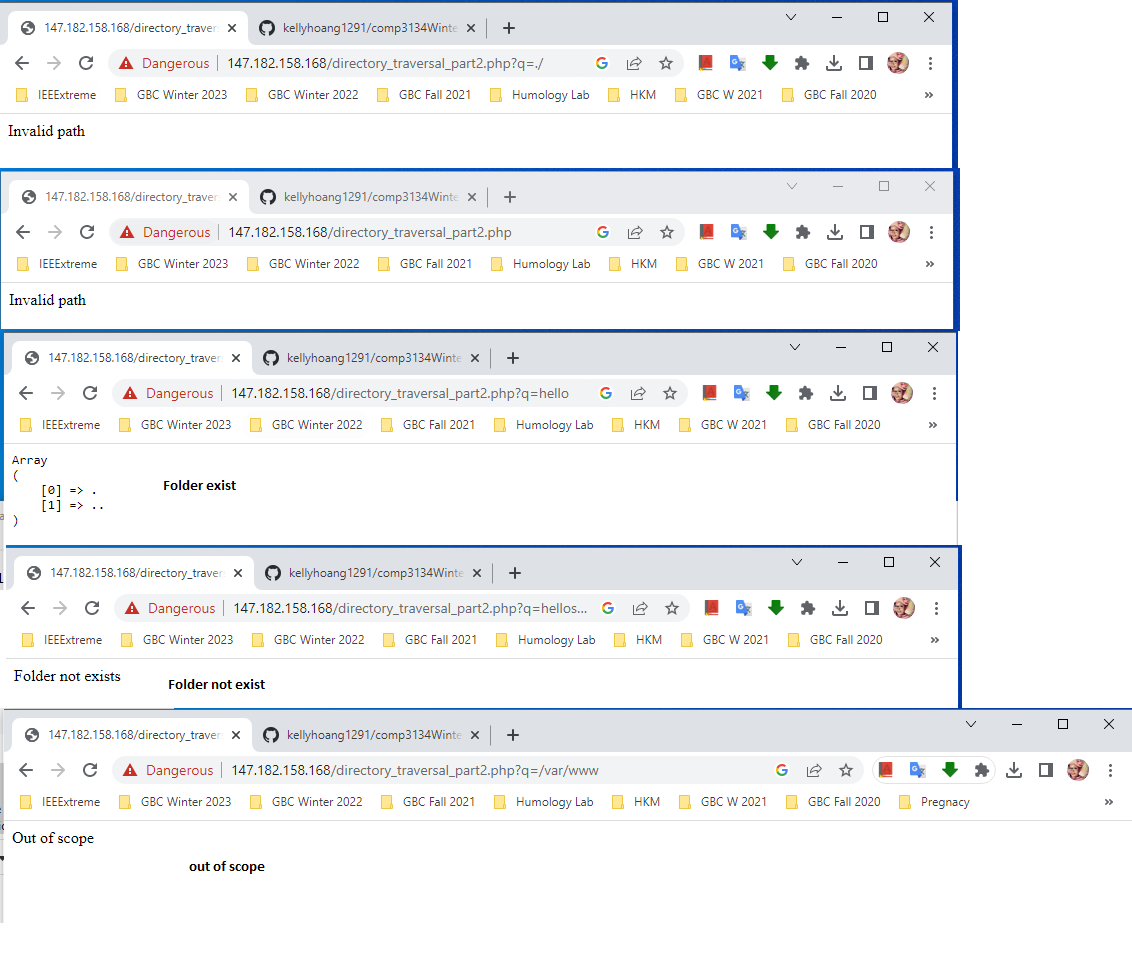 147.182.158.168/directory_traver
kellyhoang1291/comp3134Winte
Dangerous 147.182.158.168/directory_traversal_part2.php?q=./
IEEExtreme GBC Winter 2023 GBC Winter 2022 GBC Fall 2021 Humology Lab HKM GBC W 2021 GBC Fall 2020 »
Invalid path
147.182.158.168/directory_traver
kellyhoang1291/comp3134Winte
Dangerous 147.182.158.168/directory_traversal_part2.php
IEEExtreme GBC Winter 2023 GBC Winter 2022 GBC Fall 2021 Humology Lab HKM GBC W 2021 GBC Fall 2020 »
Invalid path
147.182.158.168/directory_traver
kellyhoang1291/comp3134Winte
Dangerous 147.182.158.168/directory_traversal_part2.php?q=hello
IEEExtreme GBC Winter 2023 GBC Winter 2022 GBC Fall 2021 Humology Lab HKM GBC W 2021 GBC Fall 2020 »
Array
(
[0] => .
[1] => ..
)
Folder exist
147.182.158.168/directory_traver
kellyhoang1291/comp3134Winte
Dangerous 147.182.158.168/directory_traversal_part2.php?q=hellos...
IEEExtreme GBC Winter 2023 GBC Winter 2022 GBC Fall 2021 Humology Lab HKM GBC W 2021 GBC Fall 2020 »
Folder not exists
Folder not exist
147.182.158.168/directory_traver
kellyhoang1291/comp3134Winte
Dangerous 147.182.158.168/directory_traversal_part2.php?q=/var/www
IEEExtreme GBC Winter 2023 GBC Winter 2022 GBC Fall 2021 Humology Lab HKM GBC W 2021 GBC Fall 2020 Pregnacy »
Out of scope
out of scope